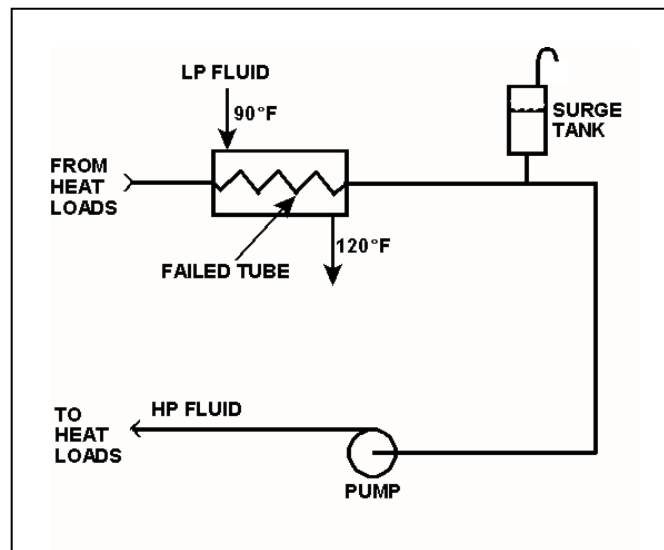 LP FLUID
90°F
SURGE
TANK
FROM
HEAT
LOADS
120°F
FAILED TUBE
TO
HEAT
LOADS
HP FLUID
PUMP